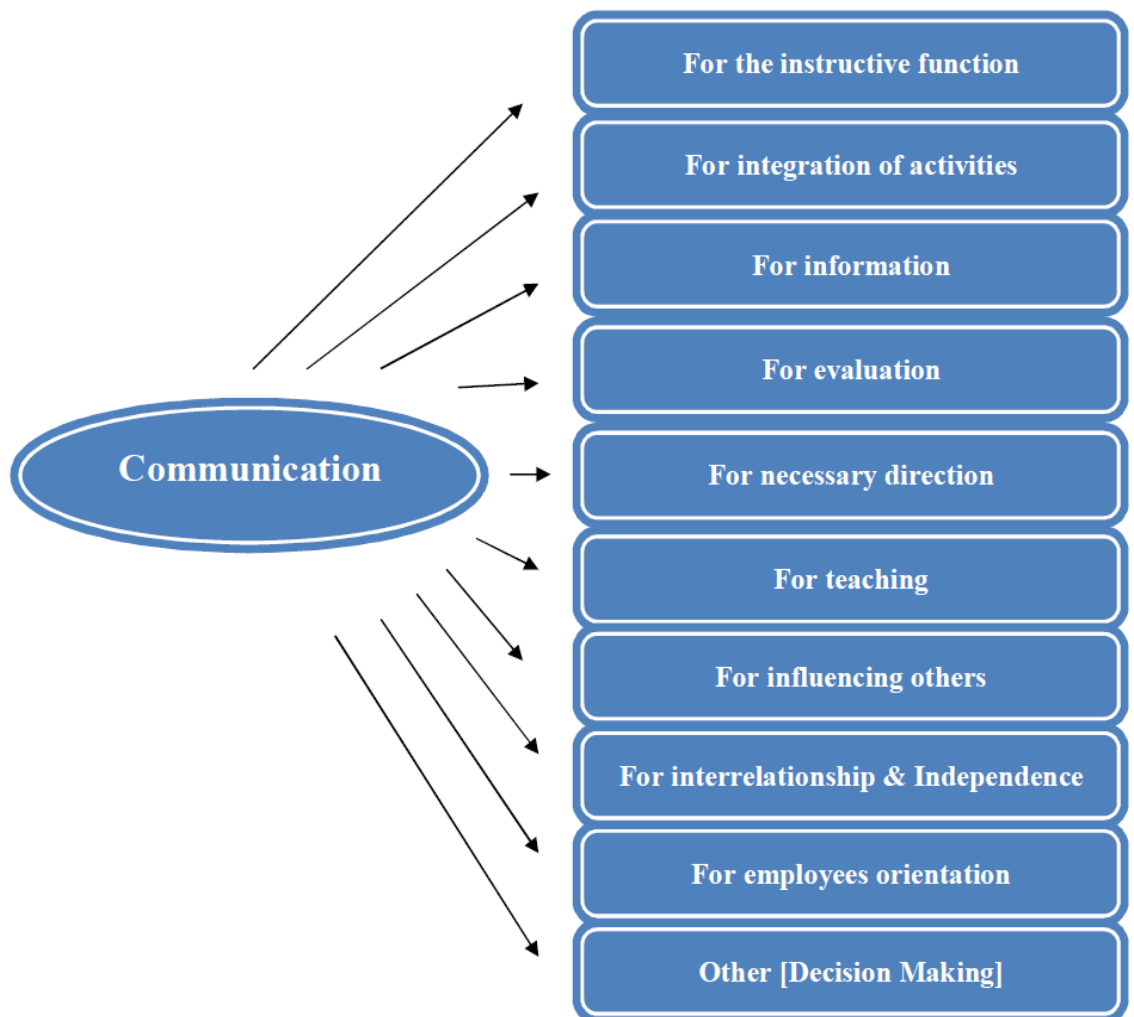 For the instructive function
For integration of activities
For information
For evaluation
Communication
For necessary direction
For teaching
For influencing others
For interrelationship & Independence
For employees orientation
Other [Decision Making]